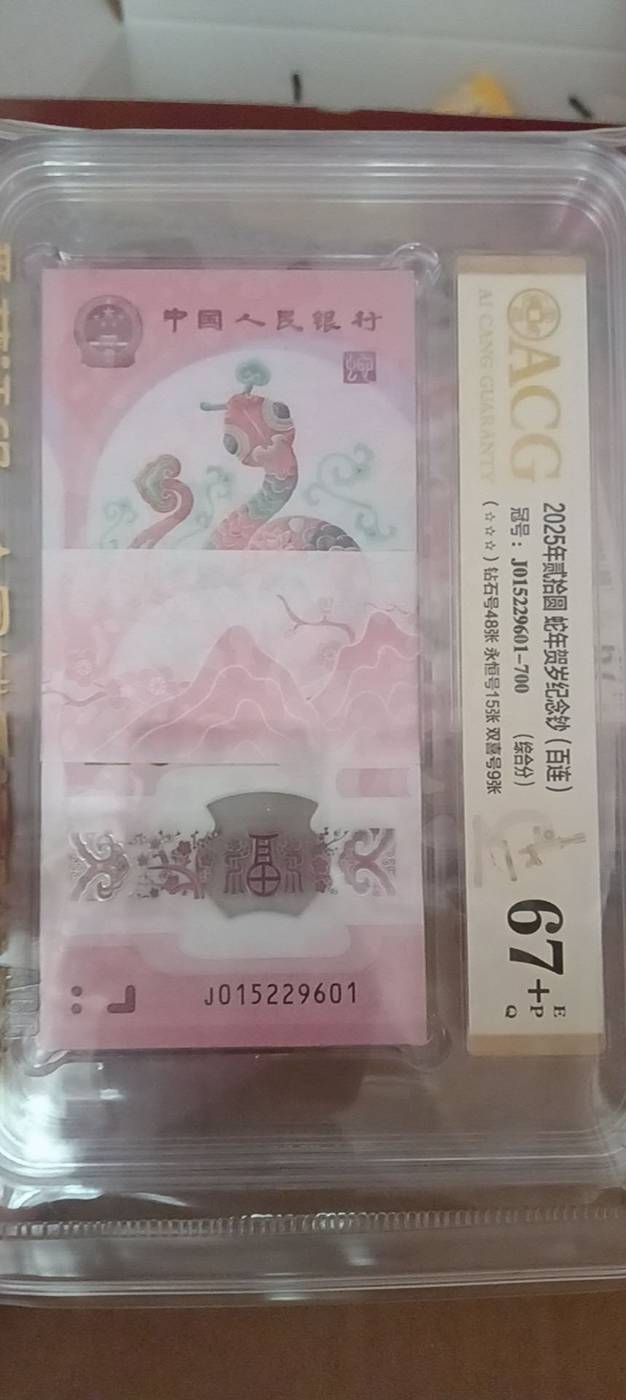 中国人民银行
J015229601
ACG
AI CANG GUARANTY
2025年贰拾圆 蛇年贺岁纪念钞（百连）
冠号：J015229601-700 （综合分）
（☆☆☆）钻石号48张 永恒号15张 双喜号9张
67+
E
P
Q